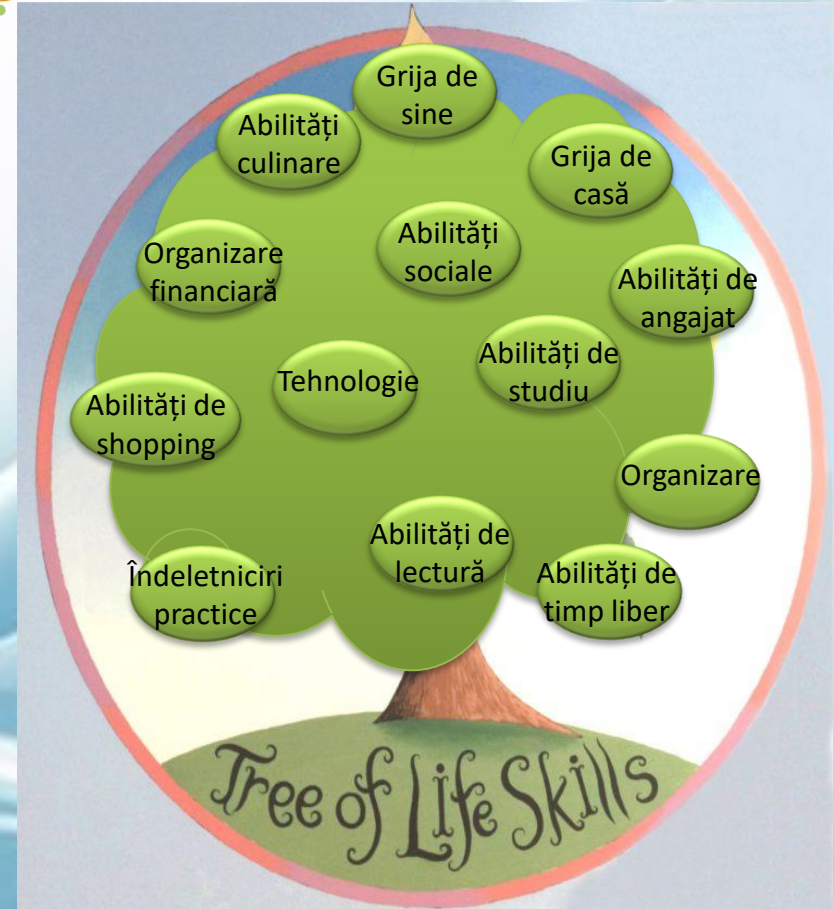 Grija de
sine
Abilități
culinare
Grija de
casă
Abilități
sociale
Organizare
financiară
Abilități de
angajat
Abilități de
studiu
Tehnologie
Abilități de
shopping
Organizare
Abilități de
lectură
Îndeletniciri
practice
Abilități de
timp liber
Tree of Life Skills